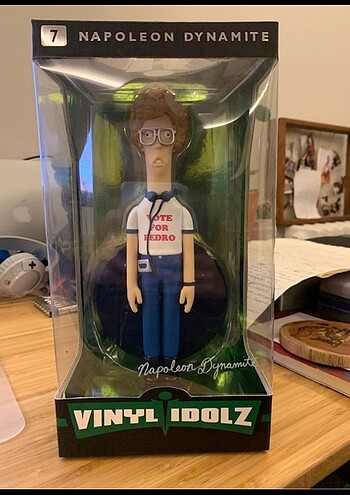 7 NAPOLEON DYNAMITE
VOTE
FOR
PEDRO
Napoleon Dynamite
VINYL IDOLZ